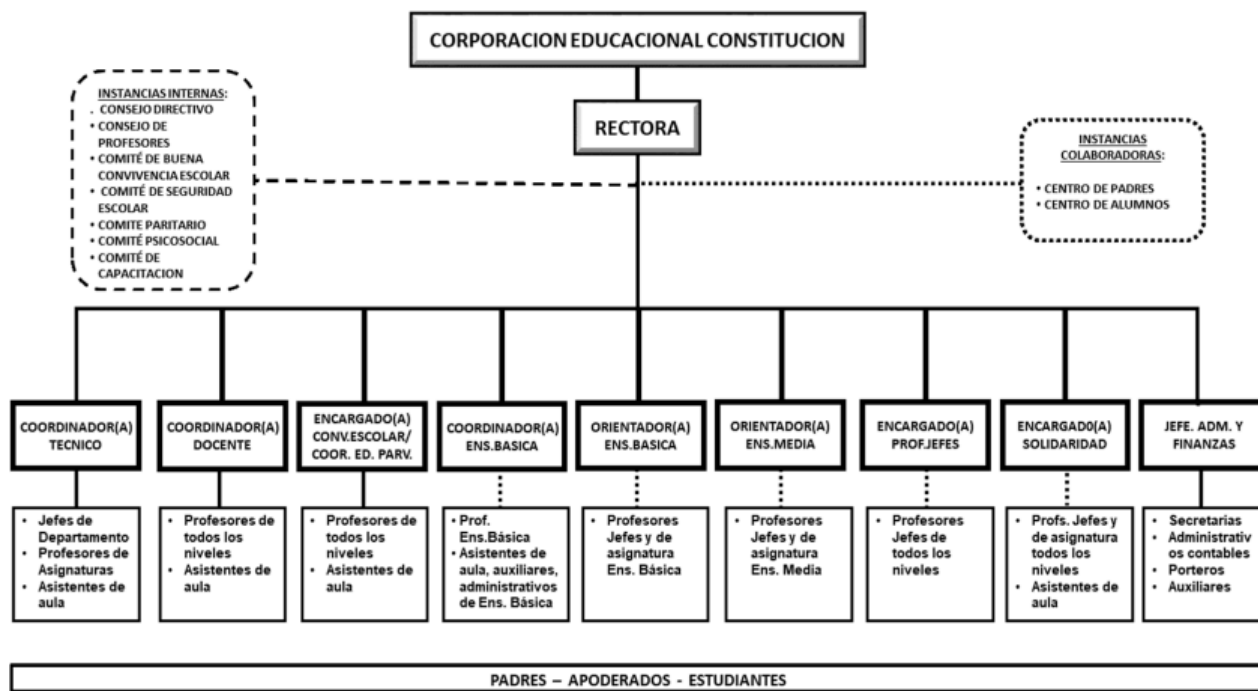 CORPORACION EDUCACIONAL CONSTITUCION
RECTORA
INSTANCIAS INTERNAS:
. CONSEJO DIRECTIVO
• CONSEJO DE
PROFESORES
• COMITÉ DE BUENA
CONVIVENCIA ESCOLAR
• COMITÉ DE SEGURIDAD
ESCOLAR
• COMITE PARITARIO
• COMITÉ PSICOSOCIAL
• COMITÉ DE
CAPACITACION
INSTANCIAS
COLABORADORAS:
• CENTRO DE PADRES
• CENTRO DE ALUMNOS
COORDINADOR(A)
TECNICO
COORDINADOR(A)
DOCENTE
ENCARGADO(A)
CONV.ESCOLAR/
COOR. ED. PARV.
COORDINADOR(A)
ENS.BASICA
ORIENTADOR(A)
ENS.BASICA
ORIENTADOR(A)
ENS.MEDIA
ENCARGADO(A)
PROF.JEFES
ENCARGAD0(A)
SOLIDARIDAD
JEFE. ADM. Y
FINANZAS
• Jefes de
Departamento
• Profesores de
Asignaturas
• Asistentes de
aula
• Profesores de
todos los
niveles
• Asistentes de
aula
• Profesores de
todos los
niveles
• Asistentes de
aula
• Prof.
Ens.Básica
• Asistentes de
aula, auxiliares,
administrativos
de Ens. Básica
• Profesores
Jefes y de
asignatura
Ens. Básica
• Profesores
Jefes y de
asignatura
Ens. Media
• Profesores
Jefes de
todos los
niveles
• Profs. Jefes y
de asignatura
todos los
niveles
• Asistentes de
aula
• Secretarias
• Administrativ
os contables
• Porteros
• Auxiliares
PADRES – APODERADOS - ESTUDIANTES